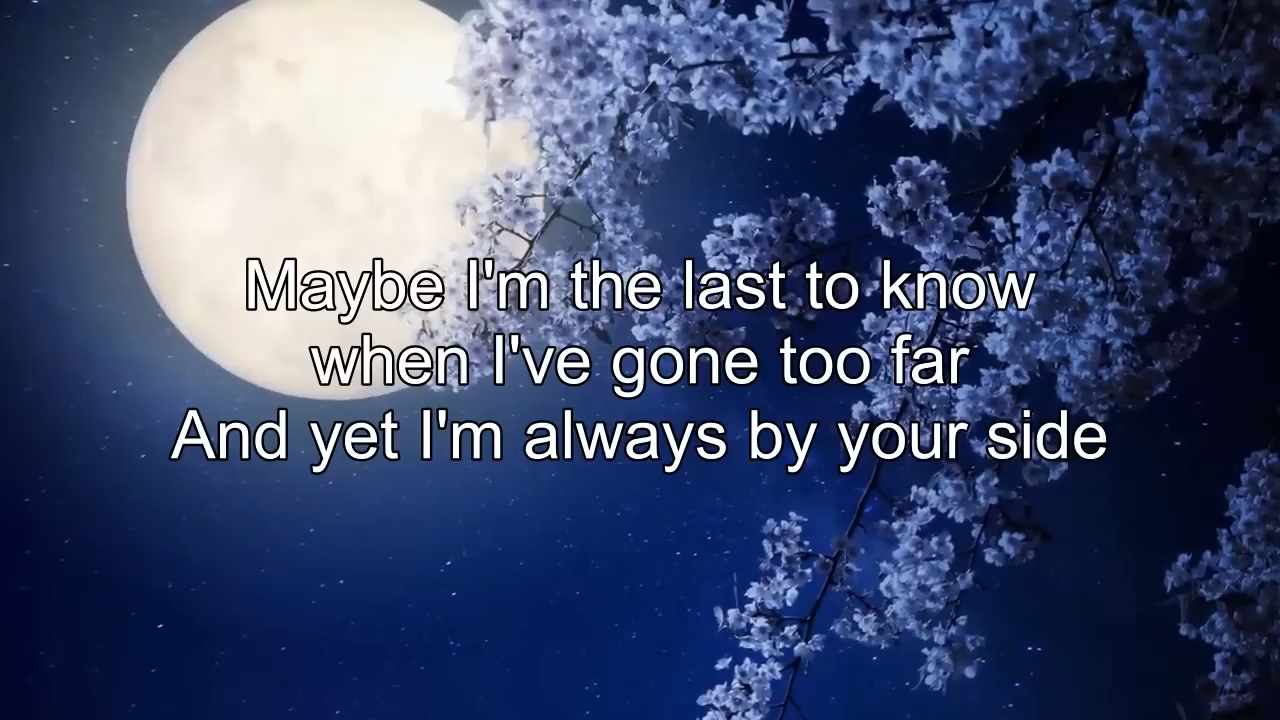 Maybe I'm the last to know
when I've gone too far
And yet I'm always by your side